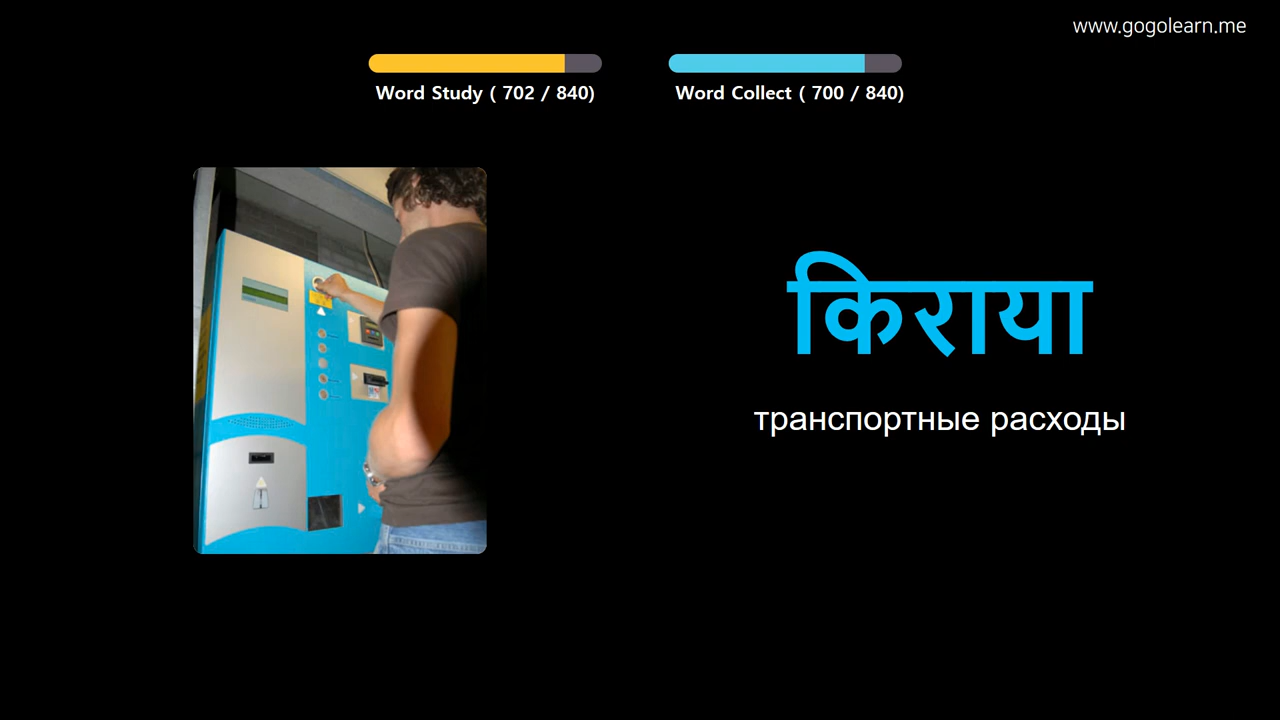 www.gogolearn.me
Word Study ( 702 / 840)
Word Collect ( 700 / 840)
किराया
транспортные расходы